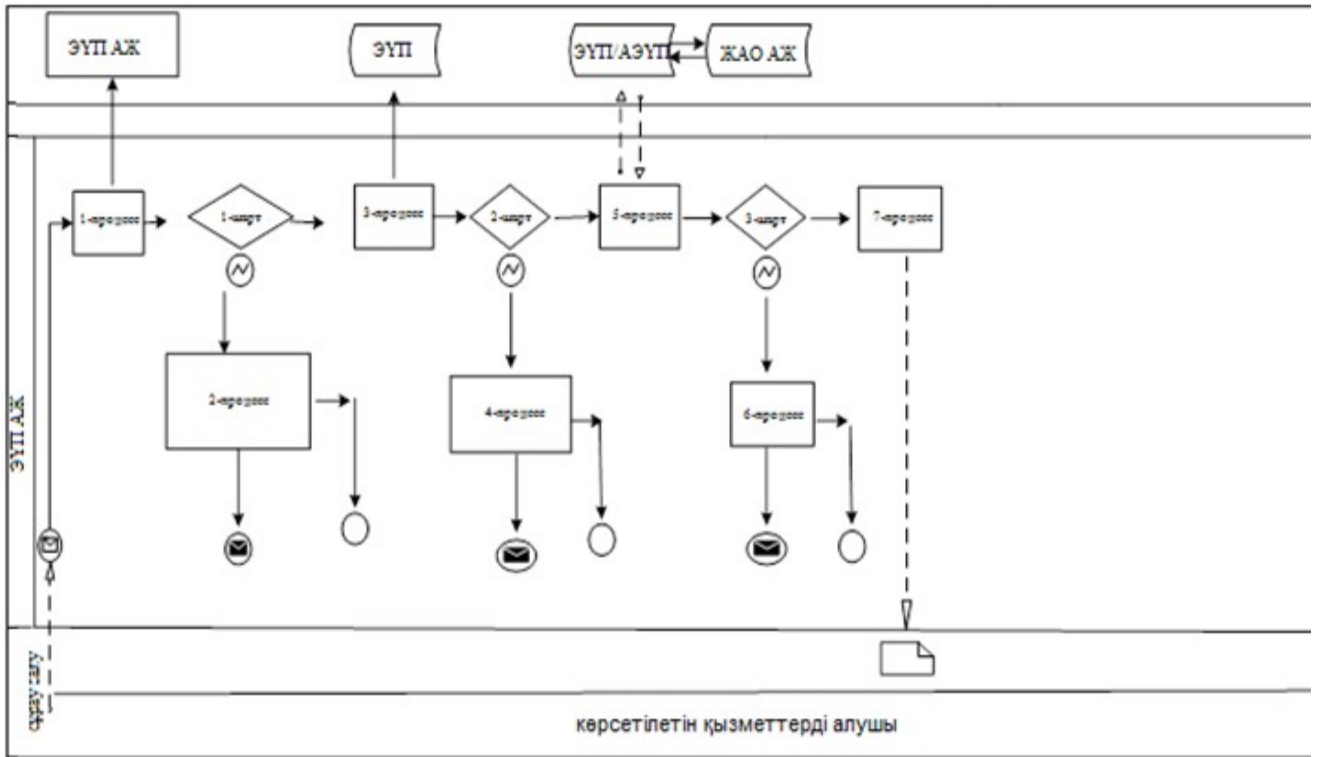 ЭҮП АЖ
ЭҮП
ЭҮП/АЭҮП
ЖАО АЖ
1-процесс
1-шарт
3-процесс
2-шарт
5-процесс
3-шарт
7-процесс
2-процесс
4-процесс
6-процесс
ЭҮП АЖ
сұрау салу
көрсетілетін қызметтерді алушы